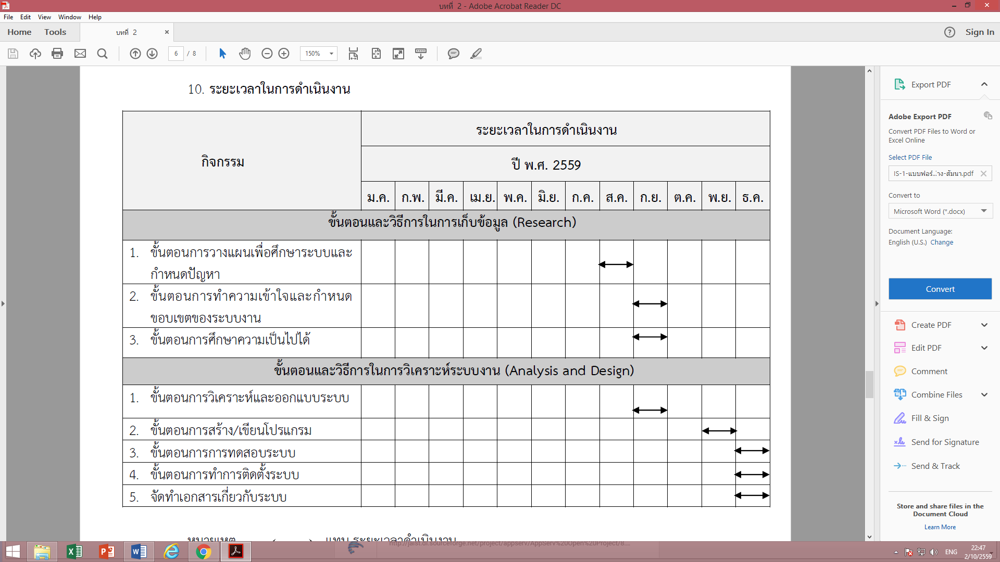 บทที่ 2 - Adobe Acrobat Reader DC
File Edit View Window Help
Home Tools บทที่ 2 Sign In
6 / 8 150%
10. ระยะเวลาในการดำเนินงาน
กิจกรรม
ระยะเวลาในการดำเนินงาน
ปี พ.ศ. 2559
ม.ค. ก.พ. มี.ค. เม.ย. พ.ค. มิ.ย. ก.ค. ส.ค. ก.ย. ต.ค. พ.ย. ธ.ค.
ขั้นตอนและวิธีการในการเก็บข้อมูล (Research)
1. ขั้นตอนการวางแผนเพื่อศึกษาระบบและ
กำหนดปัญหา
2. ขั้นตอนการทำความเข้าใจและกำหนด
ขอบเขตของระบบงาน
3. ขั้นตอนการศึกษาความเป็นไปได้
ขั้นตอนและวิธีการในการวิเคราะห์ระบบงาน (Analysis and Design)
1. ขั้นตอนการวิเคราะห์และออกแบบระบบ
2. ขั้นตอนการสร้าง/เขียนโปรแกรม
3. ขั้นตอนการการทดสอบระบบ
4. ขั้นตอนการทำการติดตั้งระบบ
5. จัดทำเอกสารเกี่ยวกับระบบ
หมายเหตุ แทน ระยะเวลาดำเนินงาน
Export PDF
Adobe Export PDF
Convert PDF Files to Word or
Excel Online
Select PDF File
IS-1-แบบฟอร์...าง-สัมนา.pdf
Convert to
Microsoft Word (*.docx)
Document Language:
English (U.S.) Change
Convert
Create PDF
Edit PDF
Comment
Combine Files
Fill & Sign
Send for Signature
Send & Track
Store and share files in the
Document Cloud
Learn More
http://jaist.dl.sourceforge.net/project/appserv/AppServ%20Open%20Project/8....
ENG
22:47
2/10/2559